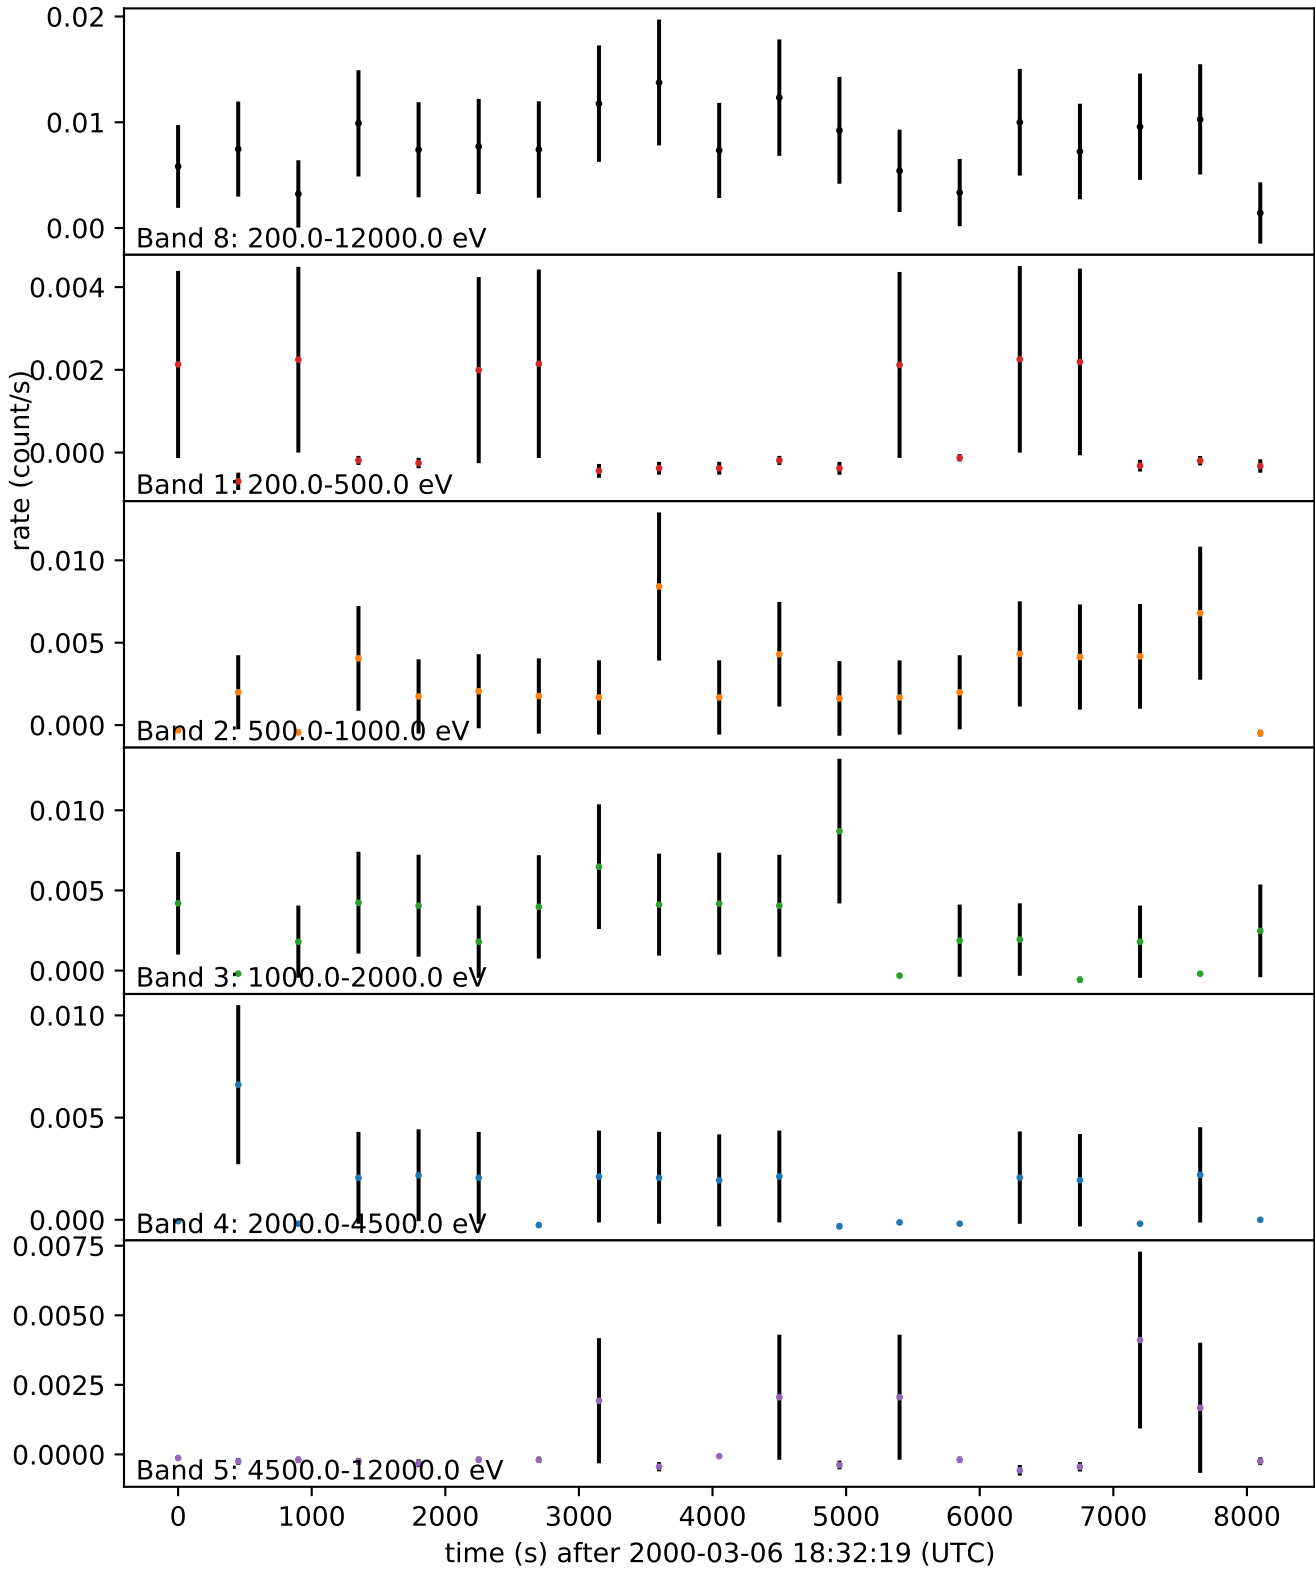 rate (count/s)
0.02
0.01
0.00
Band 8: 200.0-12000.0 eV
0.004
0.002
0.000
Band 1: 200.0-500.0 eV
0.010
0.005
0.000
Band 2: 500.0-1000.0 eV
0.010
0.005
0.000
Band 3: 1000.0-2000.0 eV
0.010
0.005
0.000
Band 4: 2000.0-4500.0 eV
0.0075
0.0050
0.0025
0.0000
Band 5: 4500.0-12000.0 eV
0 1000 2000 3000 4000 5000 6000 7000 8000
time (s) after 2000-03-06 18:32:19 (UTC)